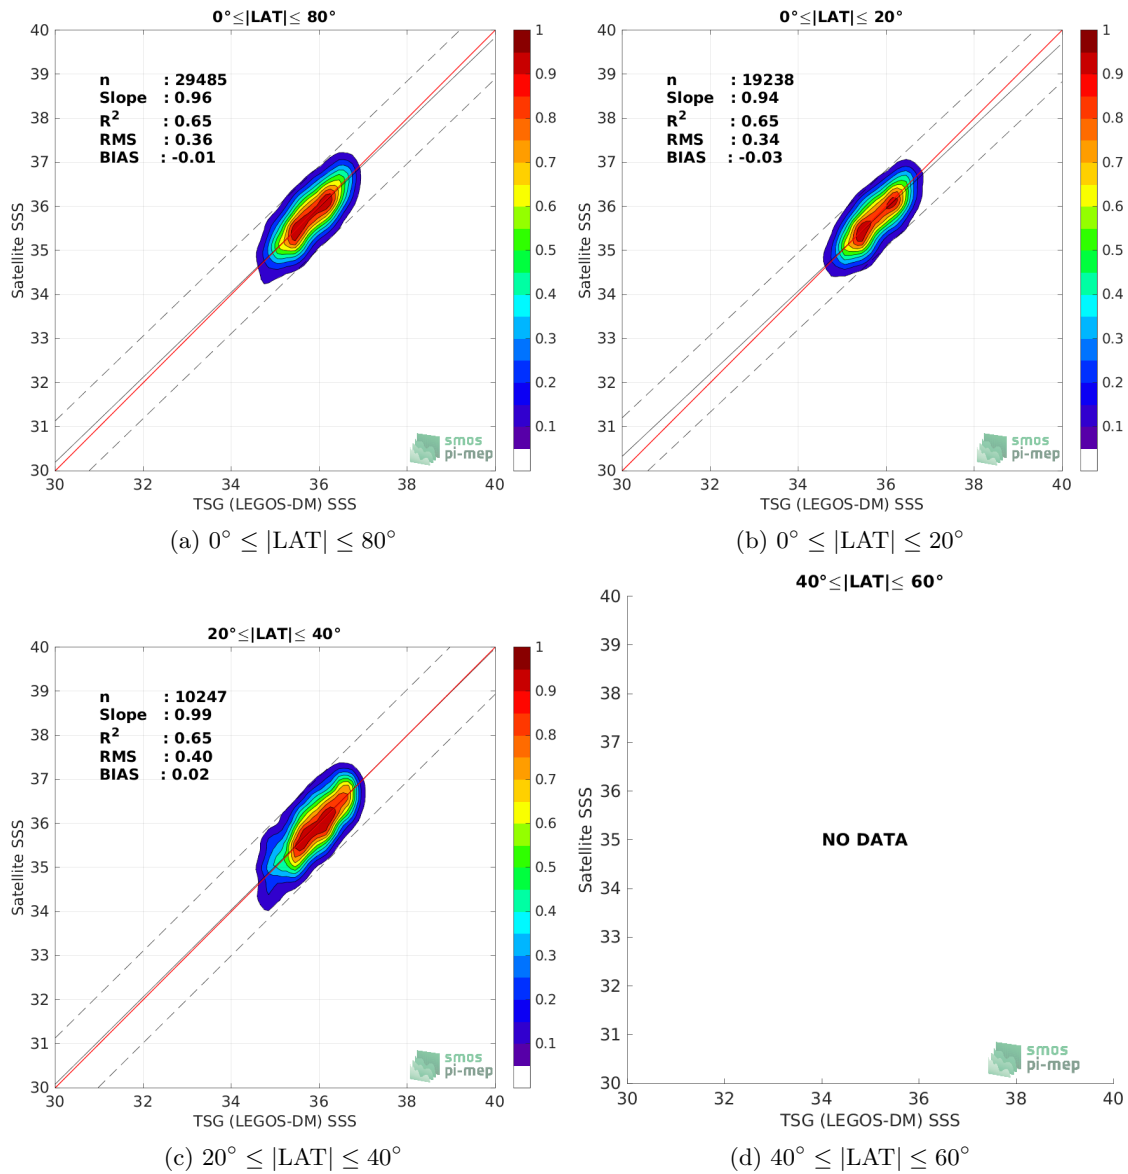 0°≤|LAT|≤ 80°
40
39
38
37
36
35
34
33
32
31
30
Satellite SSS
n : 29485
Slope : 0.96
R² : 0.65
RMS : 0.36
BIAS : -0.01
1
0.9
0.8
0.7
0.6
0.5
0.4
0.3
0.2
0.1
smos
pi-mep
30 32 34 36 38 40
TSG (LEGOS-DM) SSS
(a) 0° ≤ |LAT| ≤ 80°
0°≤|LAT|≤ 20°
40
39
38
37
36
35
34
33
32
31
30
Satellite SSS
n : 19238
Slope : 0.94
R² : 0.65
RMS : 0.34
BIAS : -0.03
1
0.9
0.8
0.7
0.6
0.5
0.4
0.3
0.2
0.1
smos
pi-mep
30 32 34 36 38 40
TSG (LEGOS-DM) SSS
(b) 0° ≤ |LAT| ≤ 20°
20°≤|LAT|≤ 40°
40
39
38
37
36
35
34
33
32
31
30
Satellite SSS
n : 10247
Slope : 0.99
R² : 0.65
RMS : 0.40
BIAS : 0.02
1
0.9
0.8
0.7
0.6
0.5
0.4
0.3
0.2
0.1
smos
pi-mep
30 32 34 36 38 40
TSG (LEGOS-DM) SSS
(c) 20° ≤ |LAT| ≤ 40°
40°≤|LAT|≤ 60°
40
39
38
37
36
35
34
33
32
31
30
Satellite SSS
NO DATA
smos
pi-mep
30 32 34 36 38 40
TSG (LEGOS-DM) SSS
(d) 40° ≤ |LAT| ≤ 60°